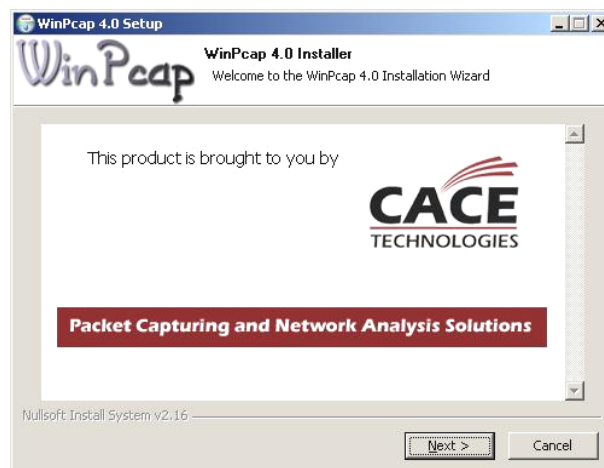 WinPcap 4.0 Setup
WinPcap
WinPcap 4.0 Installer
Welcome to the WinPcap 4.0 Installation Wizard
This product is brought to you by
CACE
TECHNOLOGIES
Packet Capturing and Network Analysis Solutions
Nullsoft Install System v2.16
Next >
Cancel